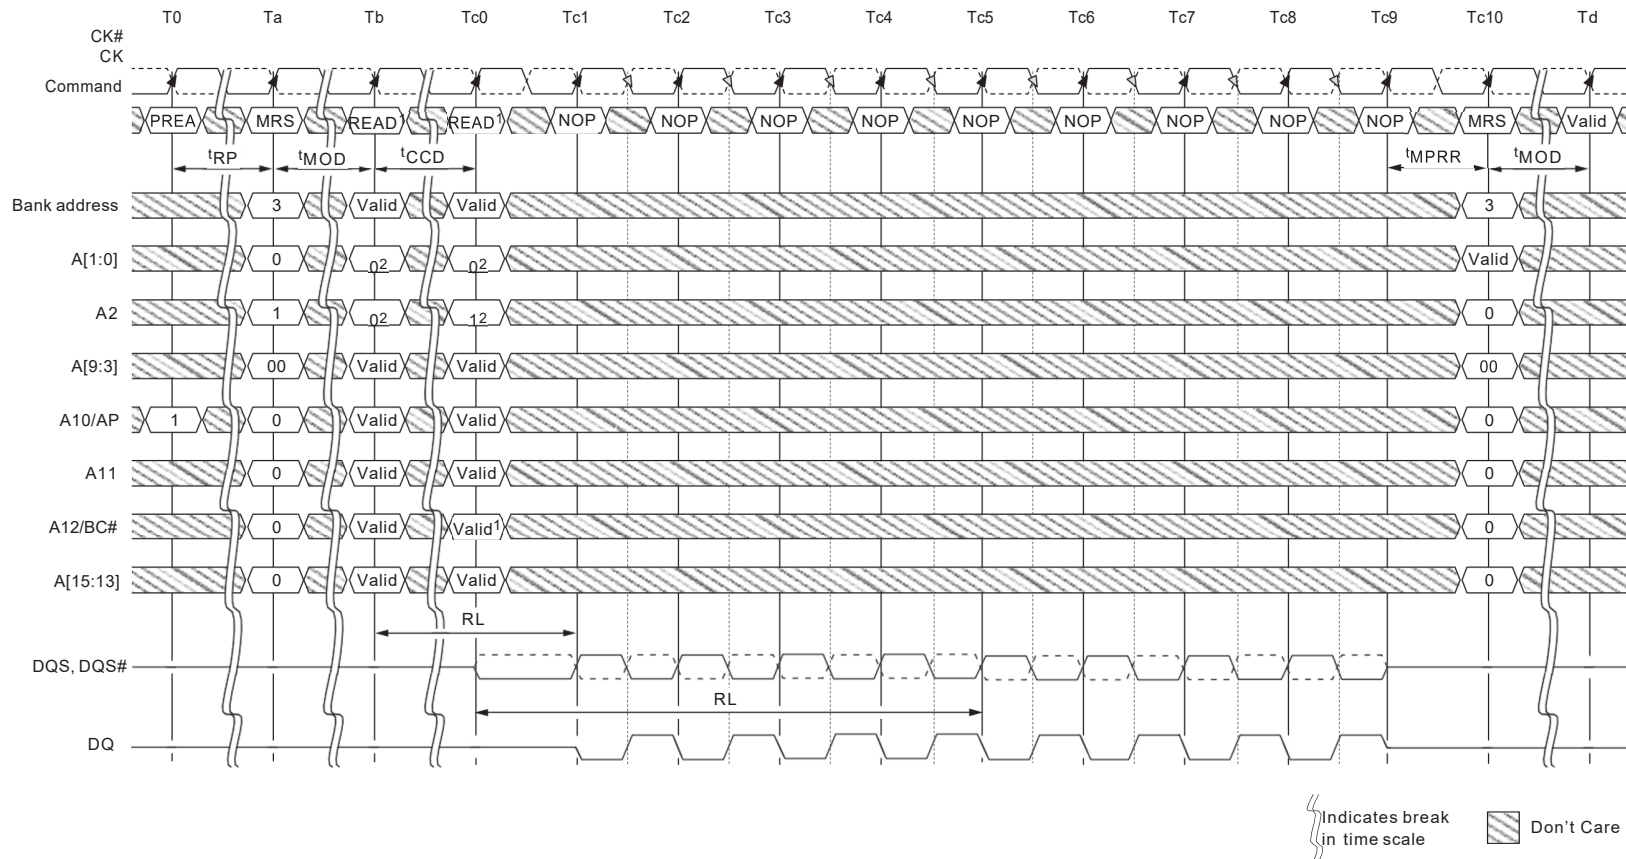 T0 Ta Tb Tc0 Tc1 Tc2 Tc3 Tc4 Tc5 Tc6 Tc7 Tc8 Tc9 Tc10 Td
CK#
CK
Command
PREA MRS READ¹ READ¹ NOP NOP NOP NOP NOP NOP NOP NOP NOP MRS Valid
tRP tMOD tCCD tMPRR tMOD
Bank address 3 Valid Valid 3
A[1:0] 0 0² 0² Valid
A2 1 0² 1² 0
A[9:3] 00 Valid Valid 00
A10/AP 1 0 Valid Valid 0
A11 0 Valid Valid 0
A12/BC# 0 Valid Valid¹ 0
A[15:13] 0 Valid Valid 0
RL
DQS, DQS#
RL
DQ
Indicates break
in time scale
Don't Care